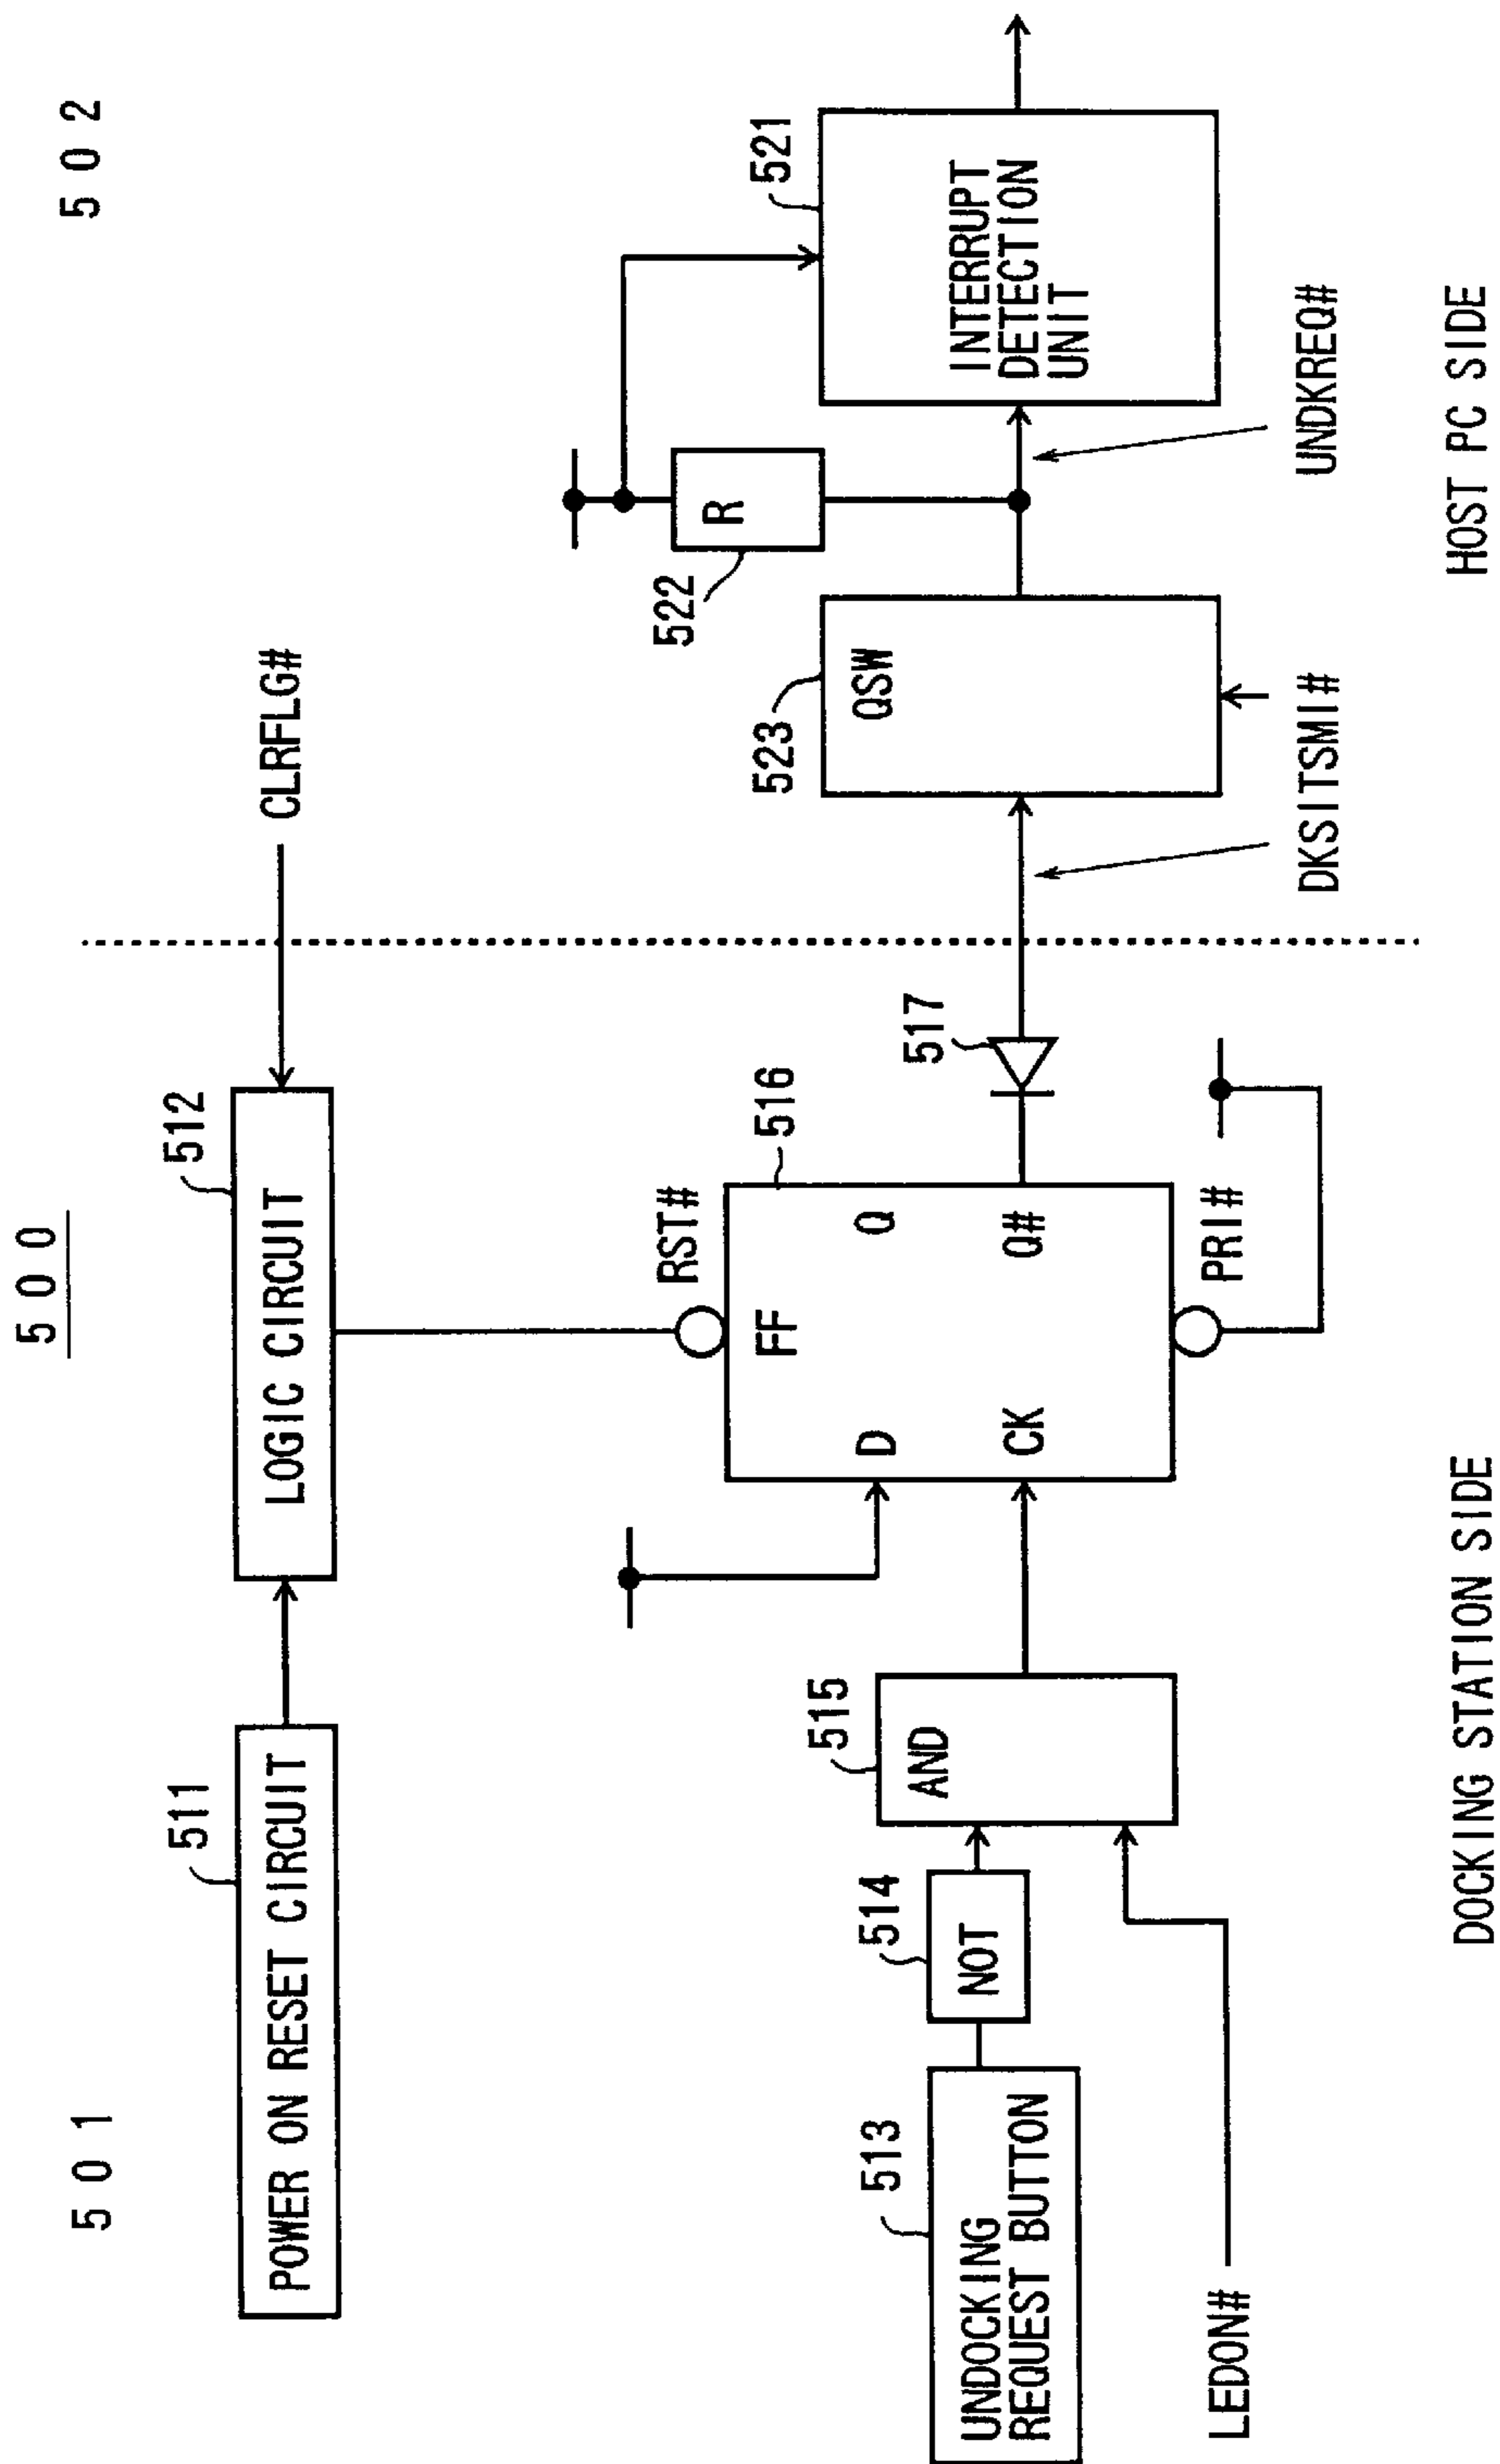 500
501
502
511
POWER ON RESET CIRCUIT
512
LOGIC CIRCUIT
CLRFLG#
RST#
516
FF
D
Q
CK
Q#
PRI#
517
513
UNDOCKING
REQUEST BUTTON
514
NOT
515
AND
LEDON#
523
QSW
522
R
521
INTERRUPT
DETECTION
UNIT
DKSITSMI#
UNDKREQ#
DOCKING STATION SIDE
HOST PC SIDE